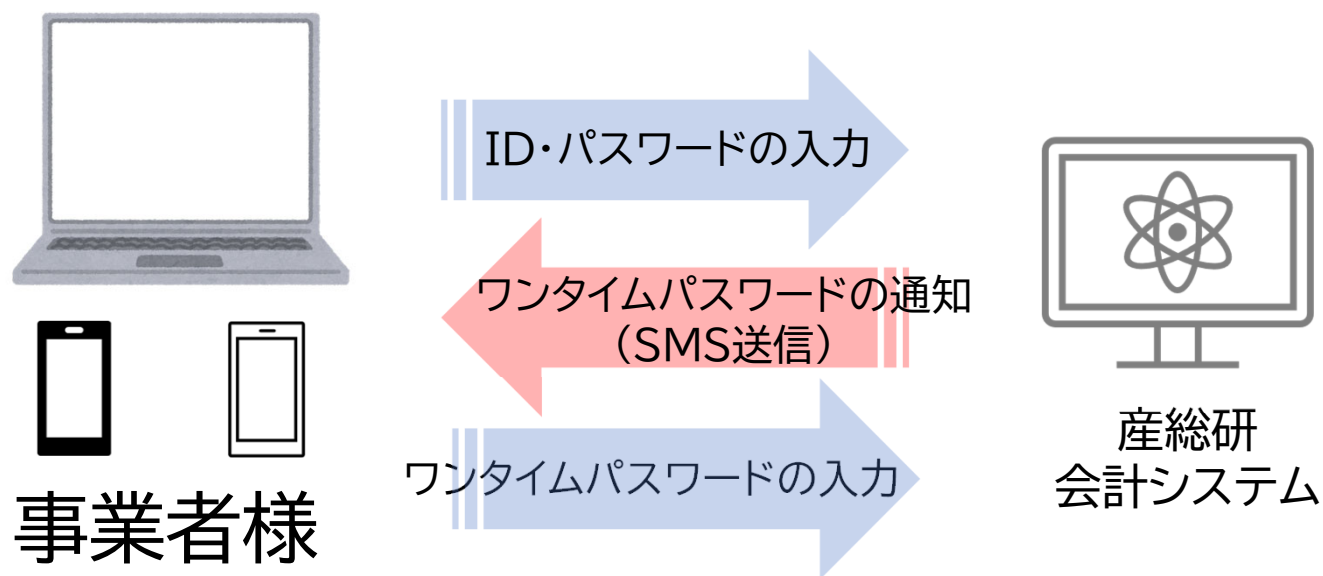 ID・パスワードの入力
ワンタイムパスワードの通知
（SMS送信）
ワンタイムパスワードの入力
事業者様
産総研
会計システム